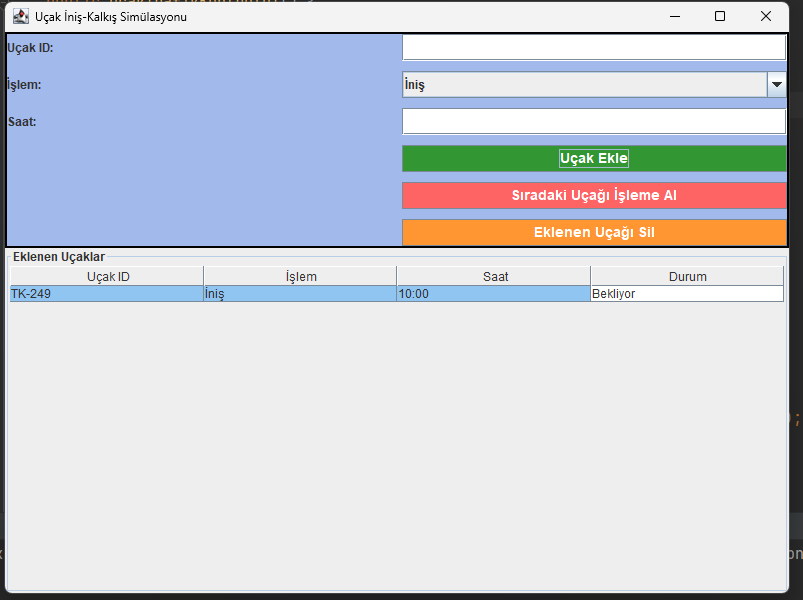 Uçak İniş-Kalkış Simülasyonu
Uçak ID:
İşlem: İniş
Saat:
Uçak Ekle
Sıradaki Uçağı İşleme Al
Eklenen Uçağı Sil
Eklenen Uçaklar
Uçak ID İşlem Saat Durum
TK-249 İniş 10:00 Bekliyor